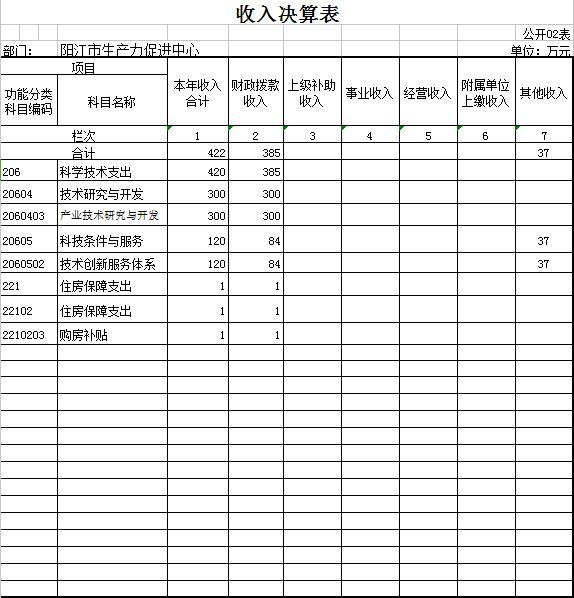 收入决算表
公开02表
部门： 阳江市生产力促进中心 单位：万元
项目 本年收入合计 财政拨款收入 上级补助收入 事业收入 经营收入 附属单位上缴收入 其他收入
功能分类科目编码 科目名称
栏次 1 2 3 4 5 6 7
合计 422 385 37
206 科学技术支出 420 385
20604 技术研究与开发 300 300
2060403 产业技术研究与开发 300 300
20605 科技条件与服务 120 84 37
2060502 技术创新服务体系 120 84 37
221 住房保障支出 1 1
22102 住房保障支出 1 1
2210203 购房补贴 1 1